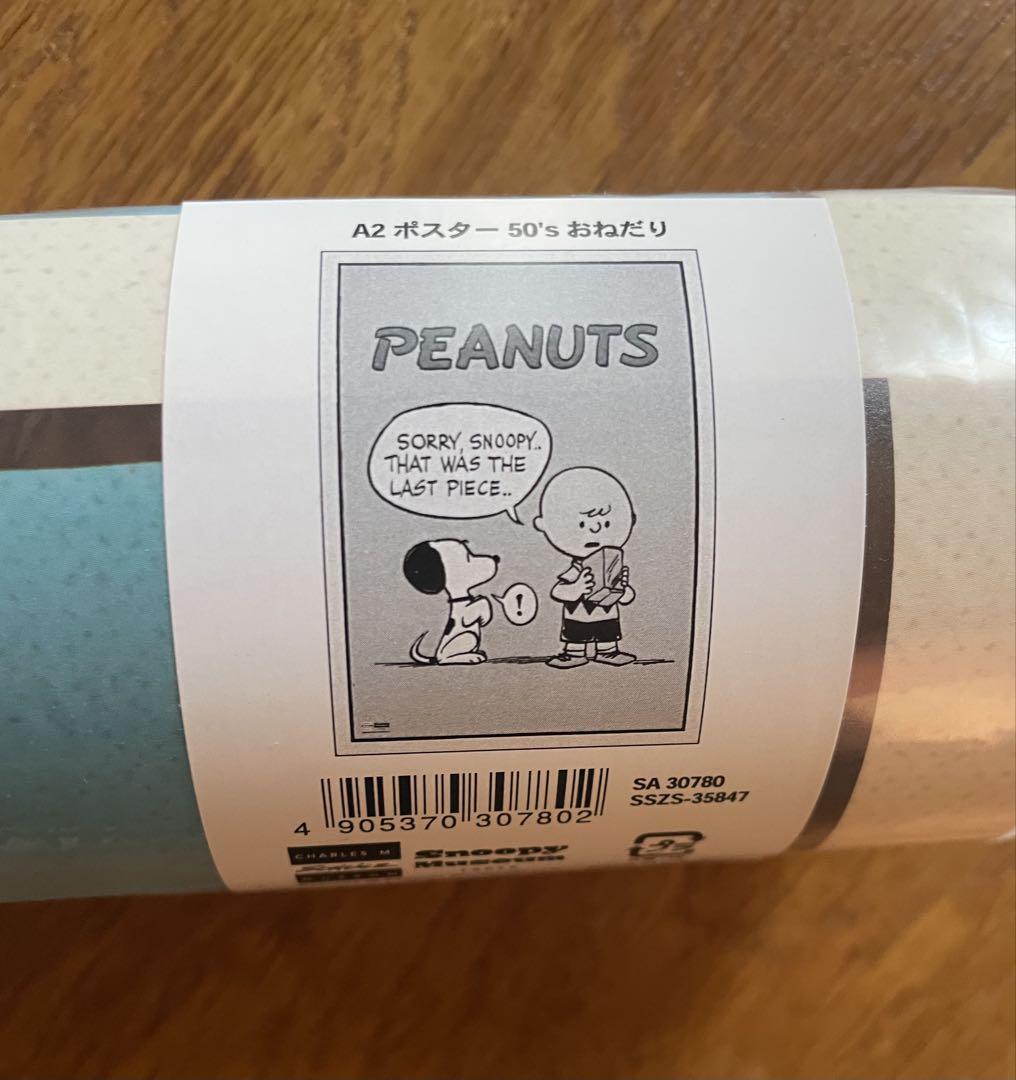 A2 ポスター 50's おねだり
PEANUTS
SORRY, SNOOPY..
THAT WAS THE
LAST PIECE..
!
SA 30780
SSZS-35847
4 905370 307802
CHARLES M
Snoopy
Museum